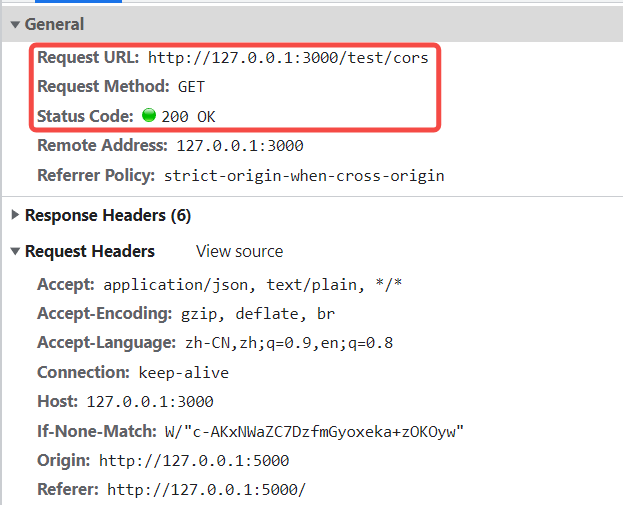 General
Request URL: http://127.0.0.1:3000/test/cors
Request Method: GET
Status Code: 200 OK
Remote Address: 127.0.0.1:3000
Referrer Policy: strict-origin-when-cross-origin
Response Headers (6)
Request Headers View source
Accept: application/json, text/plain, */*
Accept-Encoding: gzip, deflate, br
Accept-Language: zh-CN,zh;q=0.9,en;q=0.8
Connection: keep-alive
Host: 127.0.0.1:3000
If-None-Match: W/"c-AKxNWaZC7DzfmGyoxeka+zOKOyw"
Origin: http://127.0.0.1:5000
Referer: http://127.0.0.1:5000/